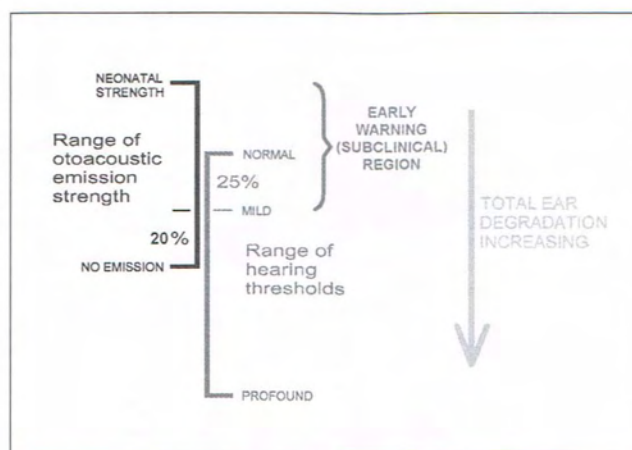 NEONATAL
STRENGTH
Range of
otoacoustic
emission
strength
20%
NO EMISSION
NORMAL
25%
MILD
Range of
hearing
thresholds
PROFOUND
EARLY
WARNING
(SUBCLINICAL)
REGION
TOTAL EAR
DEGRADATION
INCREASING